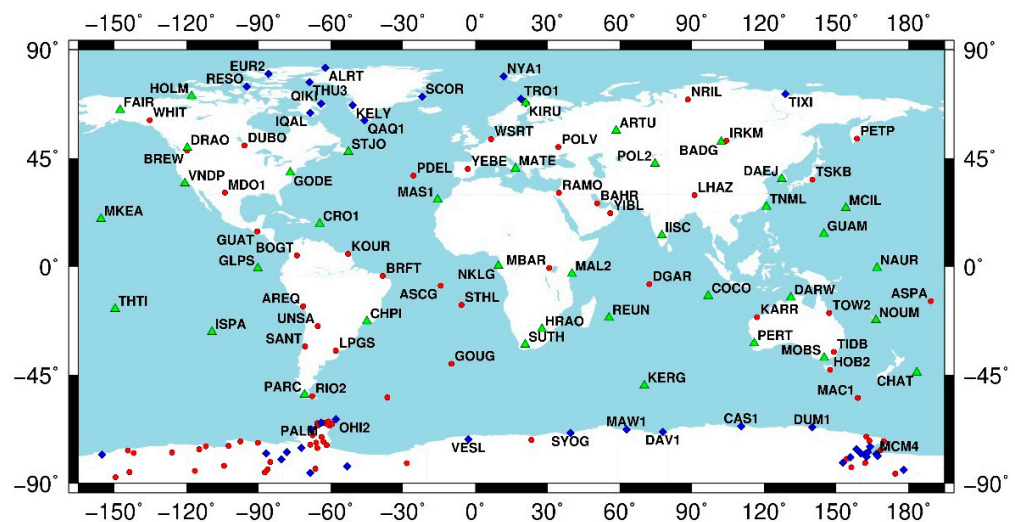 −150° −120° −90° −60° −30° 0° 30° 60° 90° 120° 150° 180°
90° 90°
EUR2 ALRT NYA1
RESO THU3 SCOR TRO1 NRIL TIXI
HOLM QIKI KELY KIRU
FAIR WHIT IQAL QAQ1 ARTU
DRAO DUBO STJO WSRT POLV IRKM PETP
BREW BADG
45° 45°
GODE PDEL YEBE MATE POL2 DAEJ TSKB
VNDP MDO1 MAS1 RAMO BAHR LHAZ
MKEA CRO1 YIBL TNML MCIL
GUAT IISC GUAM
BOGT KOUR
GLPS BRFT NKLG MBAR MAL2 NAUR
0° 0°
THTI AREQ ASCG STHL DGAR COCO DARW ASPA
ISPA UNSA CHPI REUN KARR TOW2 NOUM
SANT LPGS HRAO PERT TIDB
SUTH MOBS HOB2
GOUG
−45° −45°
PARC RIO2 KERG MAC1 CHAT
PALM OHI2 VESL SYOG MAW1 DAV1 CAS1 DUM1 MCM4
−90° −90°
−150° −120° −90° −60° −30° 0° 30° 60° 90° 120° 150° 180°